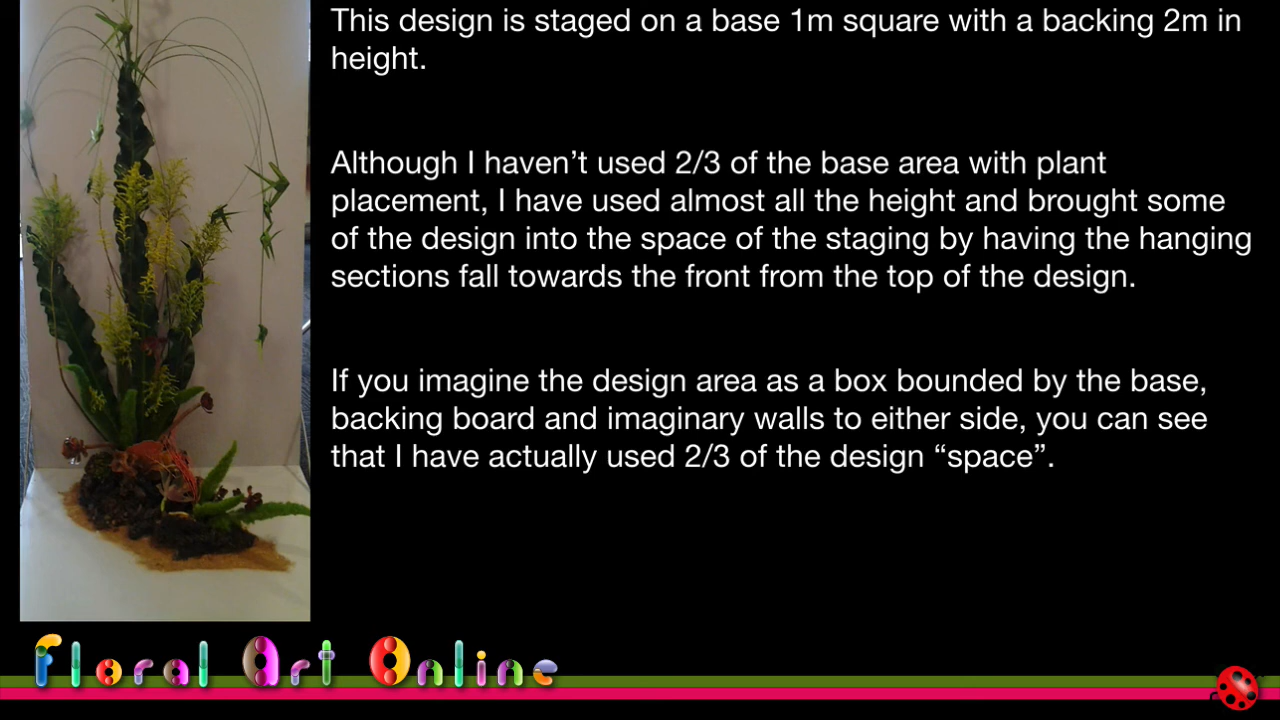 This design is staged on a base 1m square with a backing 2m in
height.
Although I haven’t used 2/3 of the base area with plant
placement, I have used almost all the height and brought some
of the design into the space of the staging by having the hanging
sections fall towards the front from the top of the design.
If you imagine the design area as a box bounded by the base,
backing board and imaginary walls to either side, you can see
that I have actually used 2/3 of the design “space”.
Floral Art Online